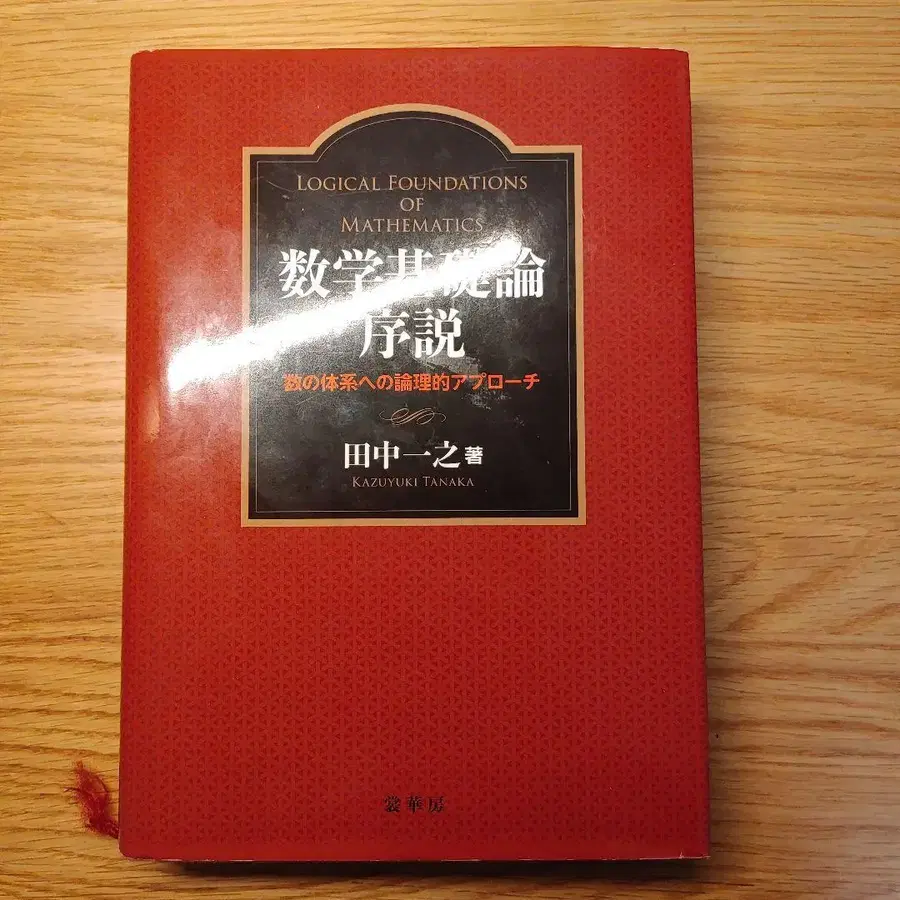 LOGICAL FOUNDATIONS
OF
MATHEMATICS
数学基礎論
序説
数の体系への論理的アプローチ
田中一之 著
KAZUYUKI TANAKA
裳華房